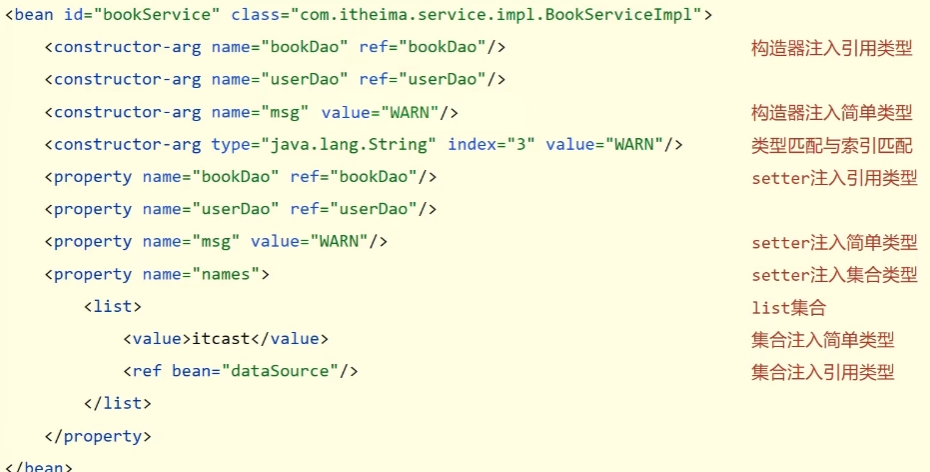 <bean id="bookService" class="com.itheima.service.impl.BookServiceImpl">
    <constructor-arg name="bookDao" ref="bookDao"/> 构造器注入引用类型
    <constructor-arg name="userDao" ref="userDao"/>
    <constructor-arg name="msg" value="WARN"/> 构造器注入简单类型
    <constructor-arg type="java.lang.String" index="3" value="WARN"/> 类型匹配与索引匹配
    <property name="bookDao" ref="bookDao"/> setter注入引用类型
    <property name="userDao" ref="userDao"/>
    <property name="msg" value="WARN"/> setter注入简单类型
    <property name="names"> setter注入集合类型
        <list> list集合
            <value>itcast</value> 集合注入简单类型
            <ref bean="dataSource"/> 集合注入引用类型
        </list>
    </property>
</bean>